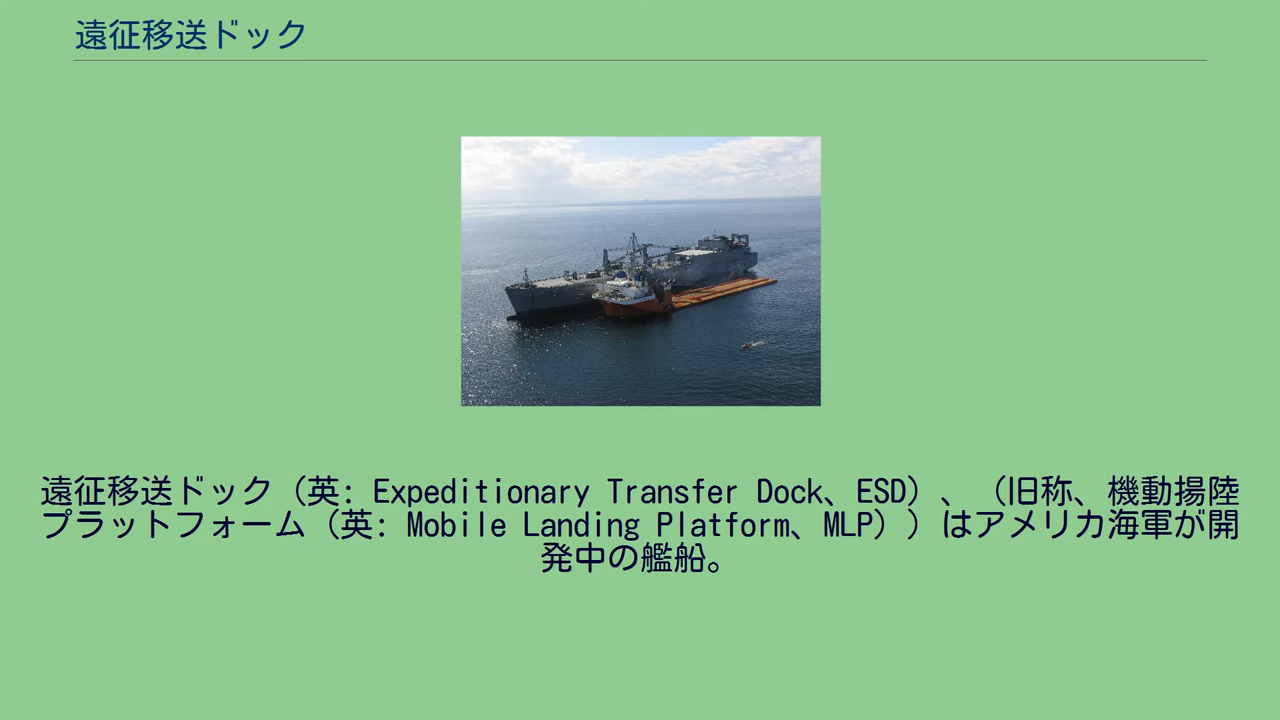 遠征移送ドック
遠征移送ドック（英: Expeditionary Transfer Dock、ESD）、（旧称、機動揚陸
プラットフォーム（英: Mobile Landing Platform、MLP））はアメリカ海軍が開
発中の艦船。